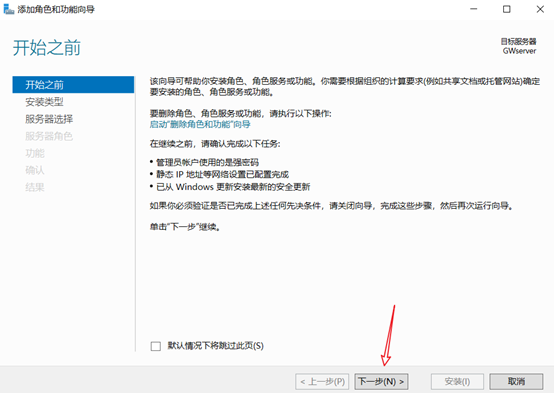 添加角色和功能向导
开始之前
目标服务器
GWserver
开始之前
安装类型
服务器选择
服务器角色
功能
确认
结果
该向导可帮助你安装角色、角色服务或功能。你需要根据组织的计算要求(例如共享文档或托管网站)确定
要安装的角色、角色服务或功能。
要删除角色、角色服务或功能，请执行以下操作:
启动“删除角色和功能”向导
在继续之前，请确认完成以下任务:
• 管理员帐户使用的是强密码
• 静态 IP 地址等网络设置已配置完成
• 已从 Windows 更新安装最新的安全更新
如果你必须验证是否已完成上述任何先决条件，请关闭向导，完成这些步骤，然后再次运行向导。
单击“下一步”继续。
默认情况下将跳过此页(S)
< 上一步(P)
下一步(N) >
安装(I)
取消